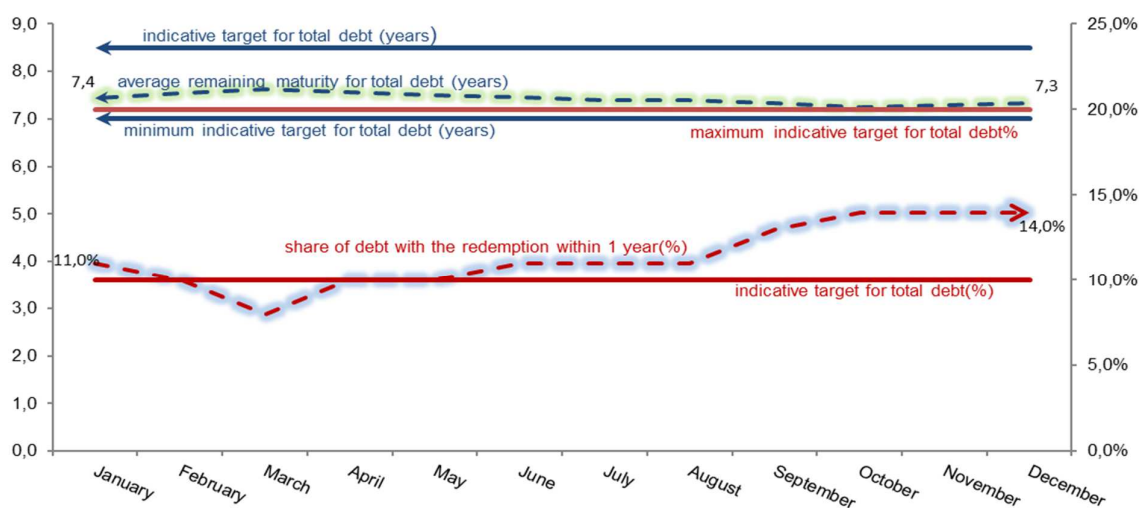 9,0
25,0%
indicative target for total debt (years)
8,0
7,4
average remaining maturity for total debt (years)
7,3
20,0%
7,0
minimum indicative target for total debt (years)
maximum indicative target for total debt%
6,0
15,0%
5,0
14,0%
share of debt with the redemption within 1 year(%)
4,0
11,0%
10,0%
indicative target for total debt(%)
3,0
2,0
5,0%
1,0
0,0
0,0%
January
February
March
April
May
June
July
August
September
October
November
December